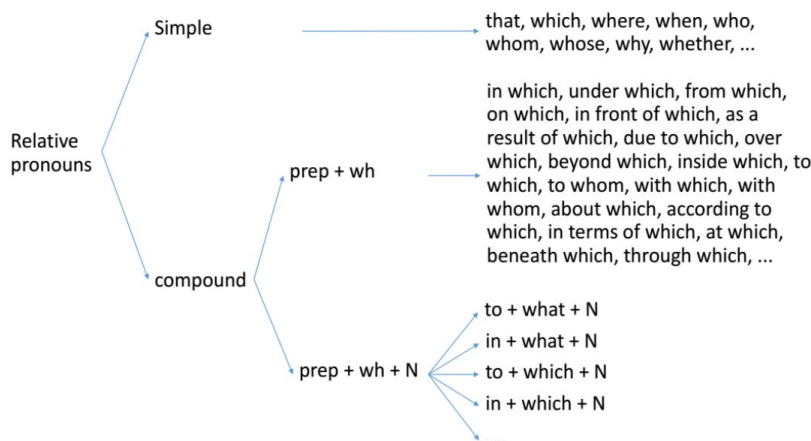 Simple
that, which, where, when, who,
whom, whose, why, whether, ...
Relative
pronouns
prep + wh
in which, under which, from which,
on which, in front of which, as a
result of which, due to which, over
which, beyond which, inside which, to
which, to whom, with which, with
whom, about which, according to
which, in terms of which, at which,
beneath which, through which, ...
compound
prep + wh + N
to + what + N
in + what + N
to + which + N
in + which + N